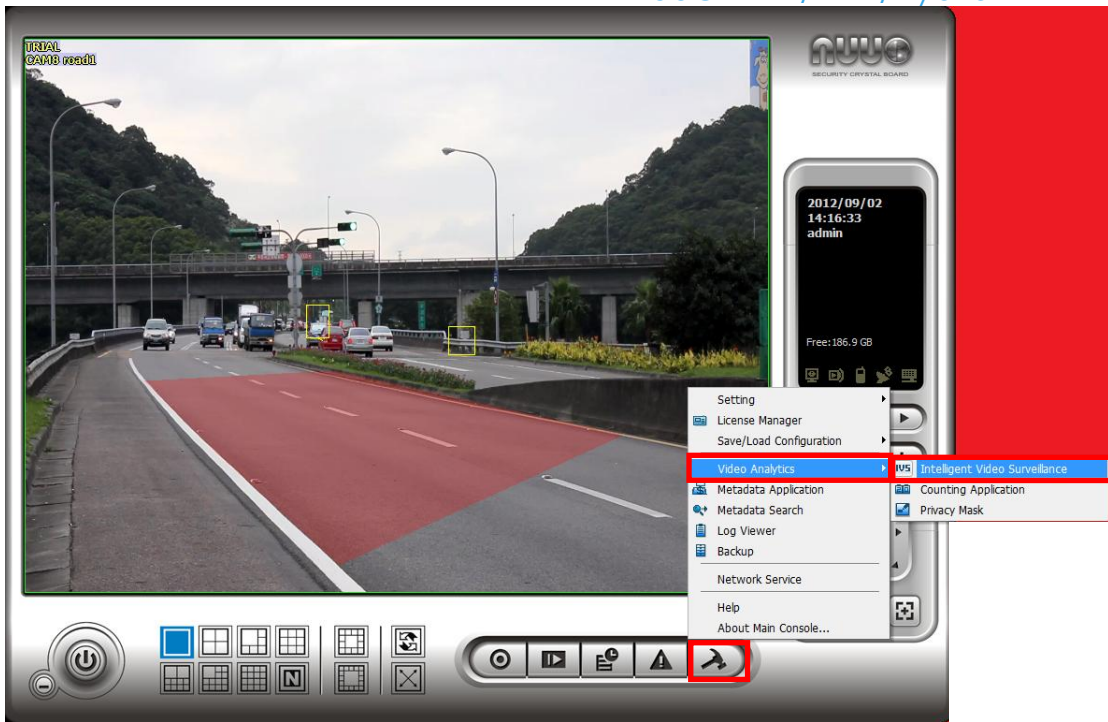 TRIAL
CAM8 road1
NUUO
SECURITY CRYSTAL BOARD
2012/09/02
14:16:33
admin
Free:186.9 GB
Setting
License Manager
Save/Load Configuration
Video Analytics
IVS Intelligent Video Surveillance
Metadata Application
Counting Application
Metadata Search
Privacy Mask
Log Viewer
Backup
Network Service
Help
About Main Console...
N